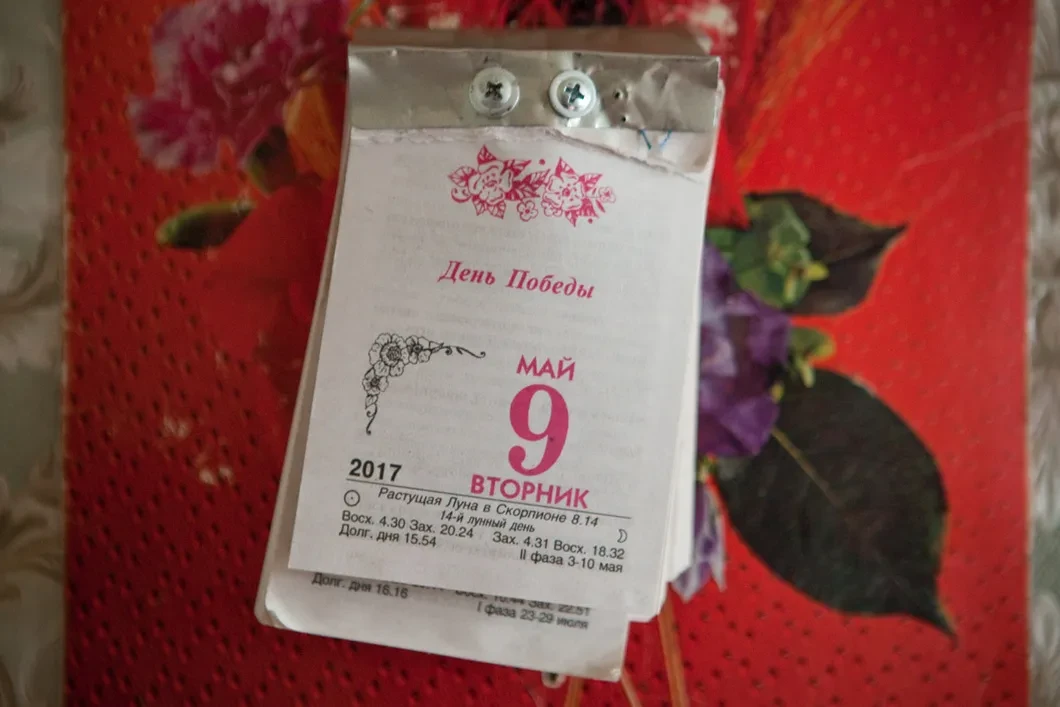 День Победы
МАЙ
9
ВТОРНИК
2017
Растущая Луна в Скорпионе 8.14
14-й лунный день
Восх. 4.30 Зах. 20.24 Зах. 4.31 Восх. 18.32
Долг. дня 15.54 II фаза 3-10 мая
Долг. дня 16.16
I фаза 23-29 июля